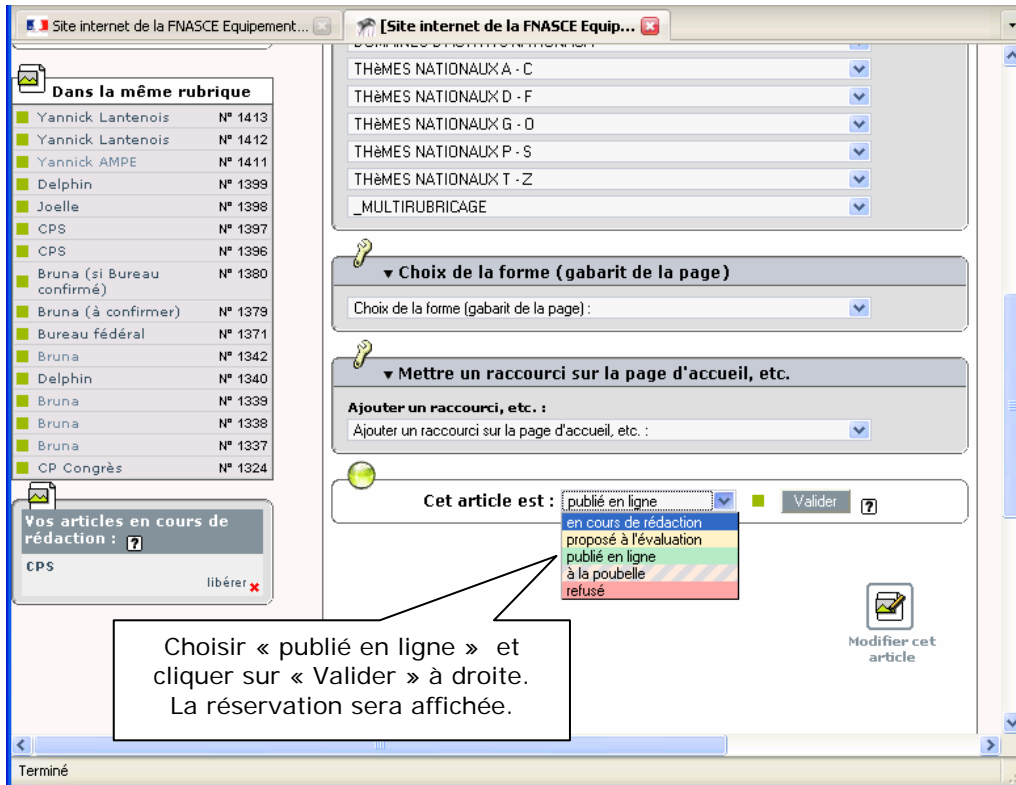 Site internet de la FNASCE Equipement...
[Site internet de la FNASCE Equip...
Dans la même rubrique
Yannick Lantenois N° 1413
Yannick Lantenois N° 1412
Yannick AMPE N° 1411
Delphin N° 1399
Joelle N° 1398
CPS N° 1397
CPS N° 1396
Bruna (si Bureau confirmé) N° 1380
Bruna (à confirmer) N° 1379
Bureau fédéral N° 1371
Bruna N° 1342
Delphin N° 1340
Bruna N° 1339
Bruna N° 1338
Bruna N° 1337
CP Congrès N° 1324
Vos articles en cours de
rédaction : ?
CPS
libérer
THèMES NATIONAUX A - C
THèMES NATIONAUX D - F
THèMES NATIONAUX G - O
THèMES NATIONAUX P - S
THèMES NATIONAUX T - Z
_MULTIRUBRICAGE
Choix de la forme (gabarit de la page)
Choix de la forme (gabarit de la page) :
Mettre un raccourci sur la page d'accueil, etc.
Ajouter un raccourci, etc. :
Ajouter un raccourci sur la page d'accueil, etc. :
Cet article est : publié en ligne Valider ?
en cours de rédaction
proposé à l'évaluation
publié en ligne
à la poubelle
refusé
Modifier cet
article
Choisir « publié en ligne » et
cliquer sur « Valider » à droite.
La réservation sera affichée.
Terminé